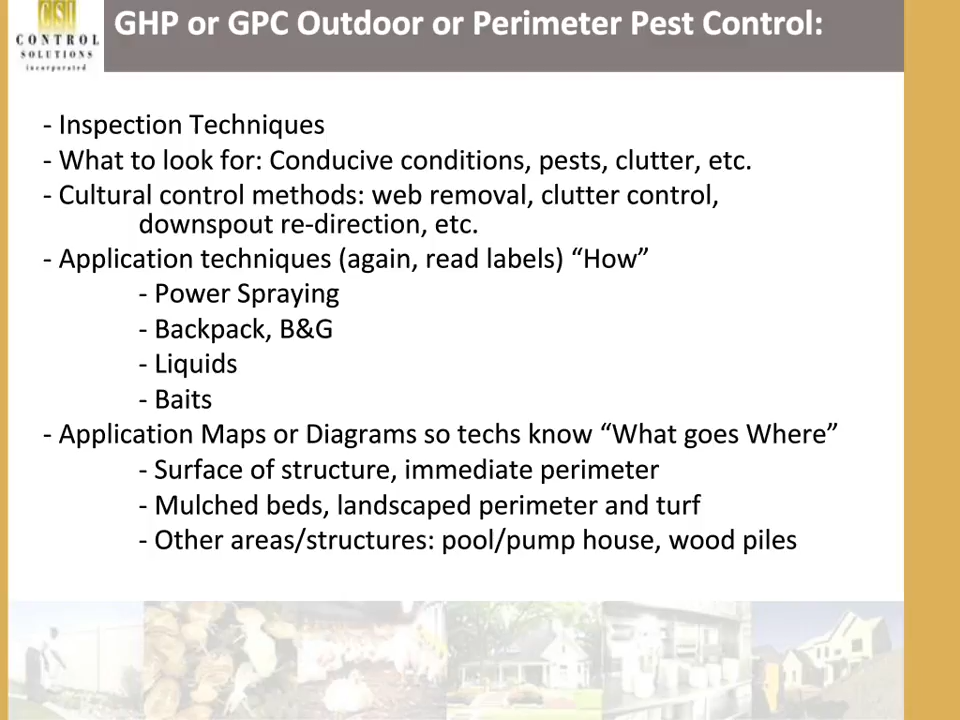 CSI
CONTROL
SOLUTIONS
incorporated
GHP or GPC Outdoor or Perimeter Pest Control:
- Inspection Techniques
- What to look for: Conducive conditions, pests, clutter, etc.
- Cultural control methods: web removal, clutter control,
downspout re-direction, etc.
- Application techniques (again, read labels) “How”
- Power Spraying
- Backpack, B&G
- Liquids
- Baits
- Application Maps or Diagrams so techs know “What goes Where”
- Surface of structure, immediate perimeter
- Mulched beds, landscaped perimeter and turf
- Other areas/structures: pool/pump house, wood piles